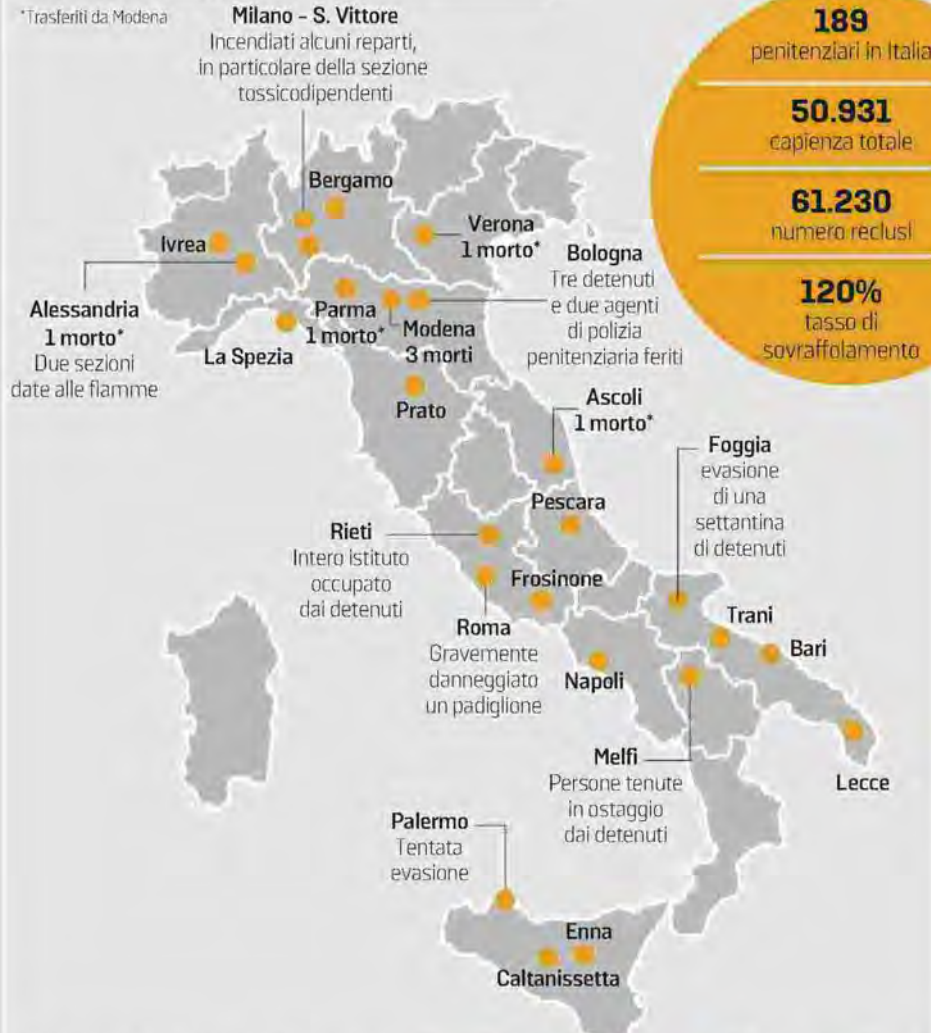 *Trasferiti da Modena
Milano - S. Vittore
Incendiati alcuni reparti,
in particolare della sezione
tossicodipendenti
189
penitenziari in Italia
50.931
capienza totale
61.230
numero reclusi
120%
tasso di
sovraffolamento
Bergamo
Ivrea
Verona
1 morto*
Bologna
Tre detenuti
e due agenti
di polizia
penitenziaria feriti
Alessandria
1 morto*
Due sezioni
date alle fiamme
La Spezia
Parma
1 morto*
Modena
3 morti
Prato
Ascoli
1 morto*
Foggia
evasione
di una
settantina
di detenuti
Pescara
Rieti
Intero istituto
occupato
dai detenuti
Frosinone
Roma
Gravemente
danneggiato
un padiglione
Napoli
Trani
Bari
Melfi
Persone tenute
in ostaggio
dai detenuti
Lecce
Palermo
Tentata
evasione
Enna
Caltanissetta